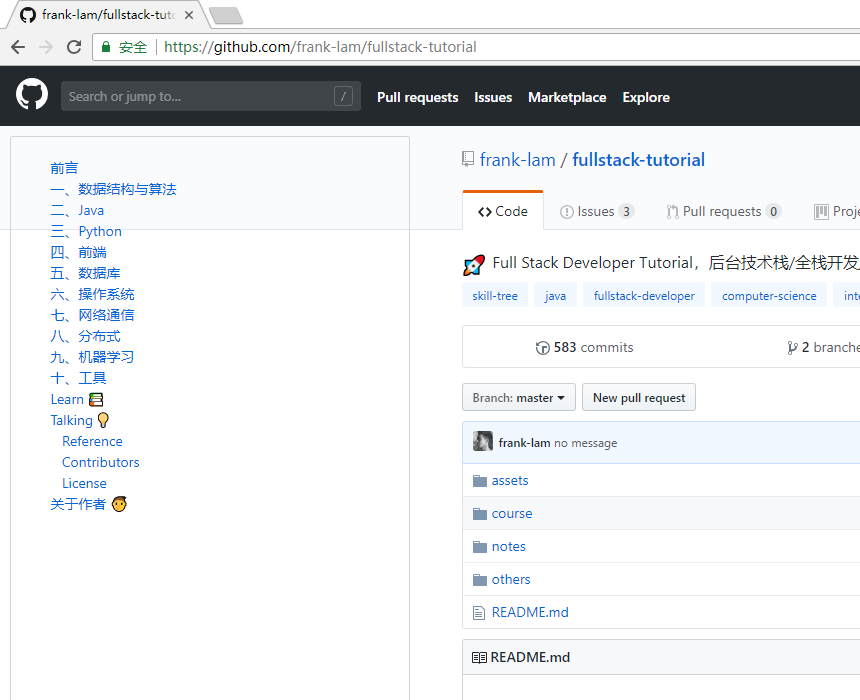 frank-lam/fullstack-tuto
安全 https://github.com/frank-lam/fullstack-tutorial
Search or jump to... / Pull requests Issues Marketplace Explore
前言
一、数据结构与算法
二、Java
三、Python
四、前端
五、数据库
六、操作系统
七、网络通信
八、分布式
九、机器学习
十、工具
Learn
Talking
Reference
Contributors
License
关于作者
frank-lam / fullstack-tutorial
Code Issues 3 Pull requests 0 Proje
Full Stack Developer Tutorial，后台技术栈/全栈开发
skill-tree java fullstack-developer computer-science inte
583 commits 2 branche
Branch: master New pull request
frank-lam no message
assets
course
notes
others
README.md
README.md